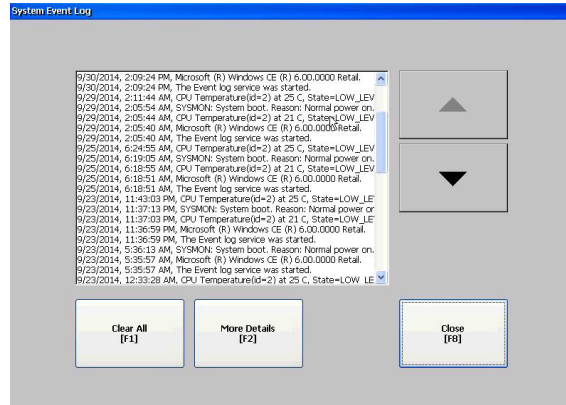 System Event Log
9/30/2014, 2:09:24 PM, Microsoft (R) Windows CE (R) 6.00.0000 Retail.
9/30/2014, 2:09:24 PM, The Event log service was started.
9/29/2014, 2:11:44 AM, CPU Temperature(id=2) at 25 C, State=LOW_LEV
9/29/2014, 2:05:54 AM, SYSMON: System boot. Reason: Normal power on.
9/29/2014, 2:05:44 AM, CPU Temperature(id=2) at 21 C, State=LOW_LEV
9/29/2014, 2:05:40 AM, Microsoft (R) Windows CE (R) 6.00.0000 Retail.
9/29/2014, 2:05:40 AM, The Event log service was started.
9/25/2014, 6:24:55 AM, CPU Temperature(id=2) at 25 C, State=LOW_LEV
9/25/2014, 6:19:05 AM, SYSMON: System boot. Reason: Normal power on.
9/25/2014, 6:18:55 AM, CPU Temperature(id=2) at 21 C, State=LOW_LEV
9/25/2014, 6:18:51 AM, Microsoft (R) Windows CE (R) 6.00.0000 Retail.
9/25/2014, 6:18:51 AM, The Event log service was started.
9/23/2014, 11:43:03 PM, CPU Temperature(id=2) at 25 C, State=LOW_LE
9/23/2014, 11:37:13 PM, SYSMON: System boot. Reason: Normal power or
9/23/2014, 11:37:03 PM, CPU Temperature(id=2) at 21 C, State=LOW_LE
9/23/2014, 11:36:59 PM, Microsoft (R) Windows CE (R) 6.00.0000 Retail.
9/23/2014, 11:36:59 PM, The Event log service was started.
9/23/2014, 5:36:13 AM, SYSMON: System boot. Reason: Normal power on.
9/23/2014, 5:35:57 AM, Microsoft (R) Windows CE (R) 6.00.0000 Retail.
9/23/2014, 5:35:57 AM, The Event log service was started.
9/23/2014, 12:33:28 AM, CPU Temperature(id=2) at 25 C, State=LOW_LE
Clear All
[F1]
More Details
[F2]
Close
[F8]